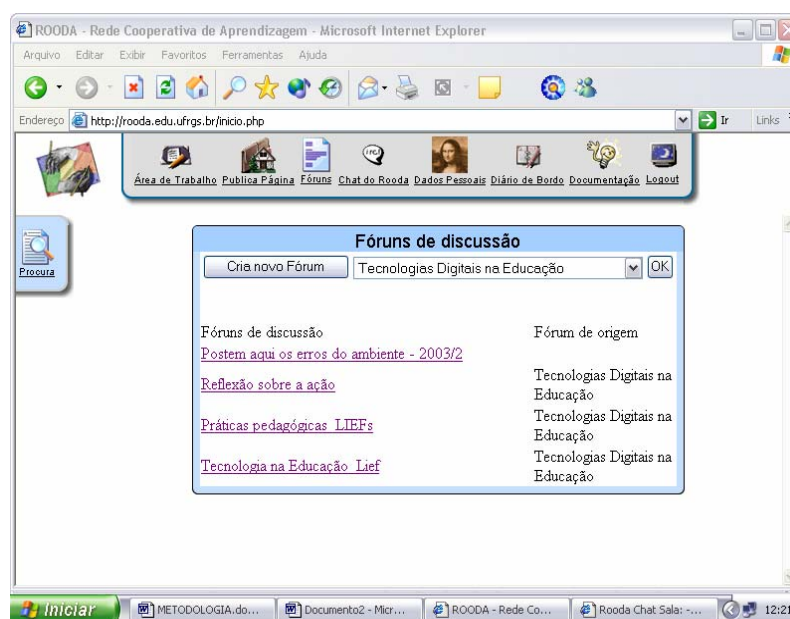 ROODA - Rede Cooperativa de Aprendizagem - Microsoft Internet Explorer
Arquivo Editar Exibir Favoritos Ferramentas Ajuda
Endereço http://rooda.edu.ufrgs.br/inicio.php Ir Links
Área de Trabalho Publica Página Fóruns Chat do Rooda Dados Pessoais Diário de Bordo Documentação Logout
Procura
Fóruns de discussão
Cria novo Fórum Tecnologias Digitais na Educação OK
Fóruns de discussão Fórum de origem
Postem aqui os erros do ambiente - 2003/2
Reflexão sobre a ação Tecnologias Digitais na
Educação
Práticas pedagógicas LIEFs Tecnologias Digitais na
Educação
Tecnologia na Educação Lief Tecnologias Digitais na
Educação
Iniciar METODOLOGIA.do... Documento2 - Micr... ROODA - Rede Co... Rooda Chat Sala: -... 12:21